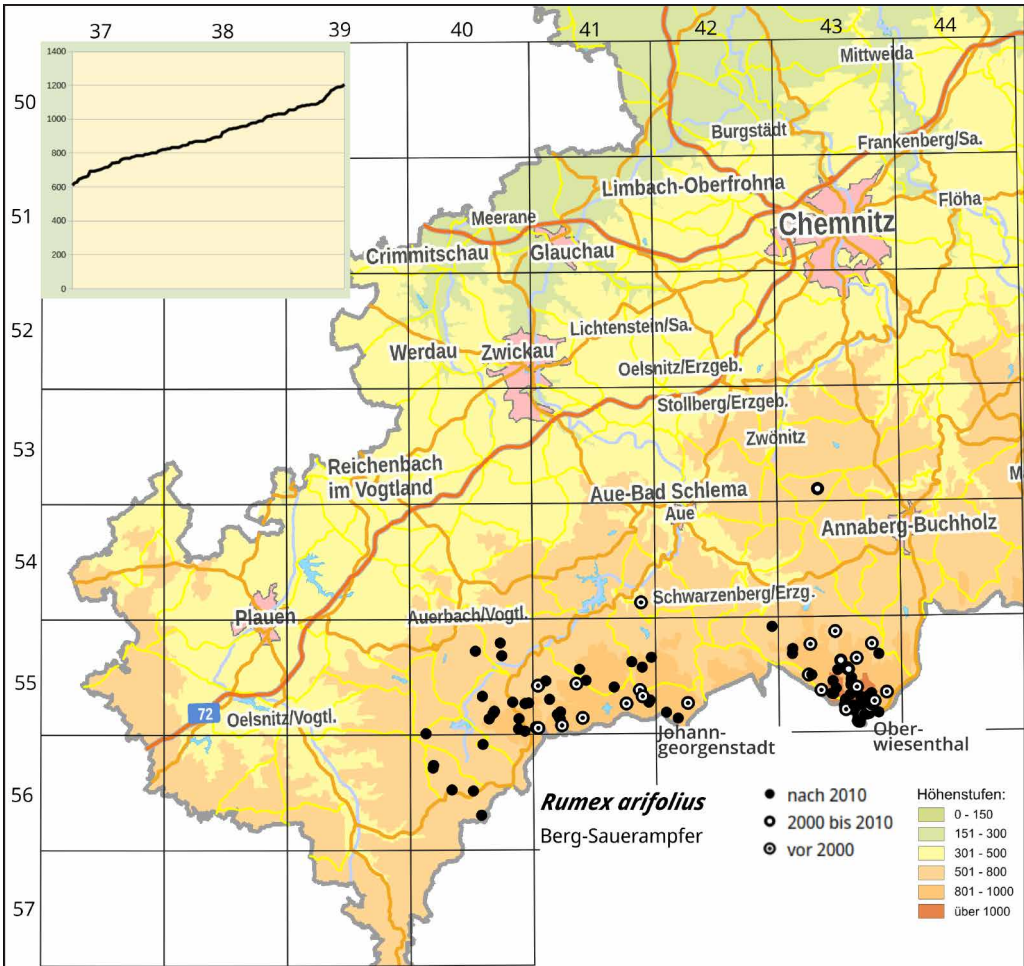 37 38 39 40 41 42 43 44
50
51
52
53
54
55
56
57
1400
1200
1000
800
600
400
200
0
Mittweida
Burgstädt
Frankenberg/Sa.
Limbach-Oberfrohna
Flöha
Meerane
Chemnitz
Crimmitschau
Glauchau
Lichtenstein/Sa.
Werdau
Zwickau
Oelsnitz/Erzgeb.
Stollberg/Erzgeb.
Zwönitz
Reichenbach
im Vogtland
M
Aue-Bad Schlema
Aue
Annaberg-Buchholz
Schwarzenberg/Erzg.
Plauen
Auerbach/Vogtl.
72
Oelsnitz/Vogtl.
Johann-
georgenstadt
Ober-
wiesenthal
Rumex arifolius
Berg-Sauerampfer
nach 2010
2000 bis 2010
vor 2000
Höhenstufen:
0 - 150
151 - 300
301 - 500
501 - 800
801 - 1000
über 1000